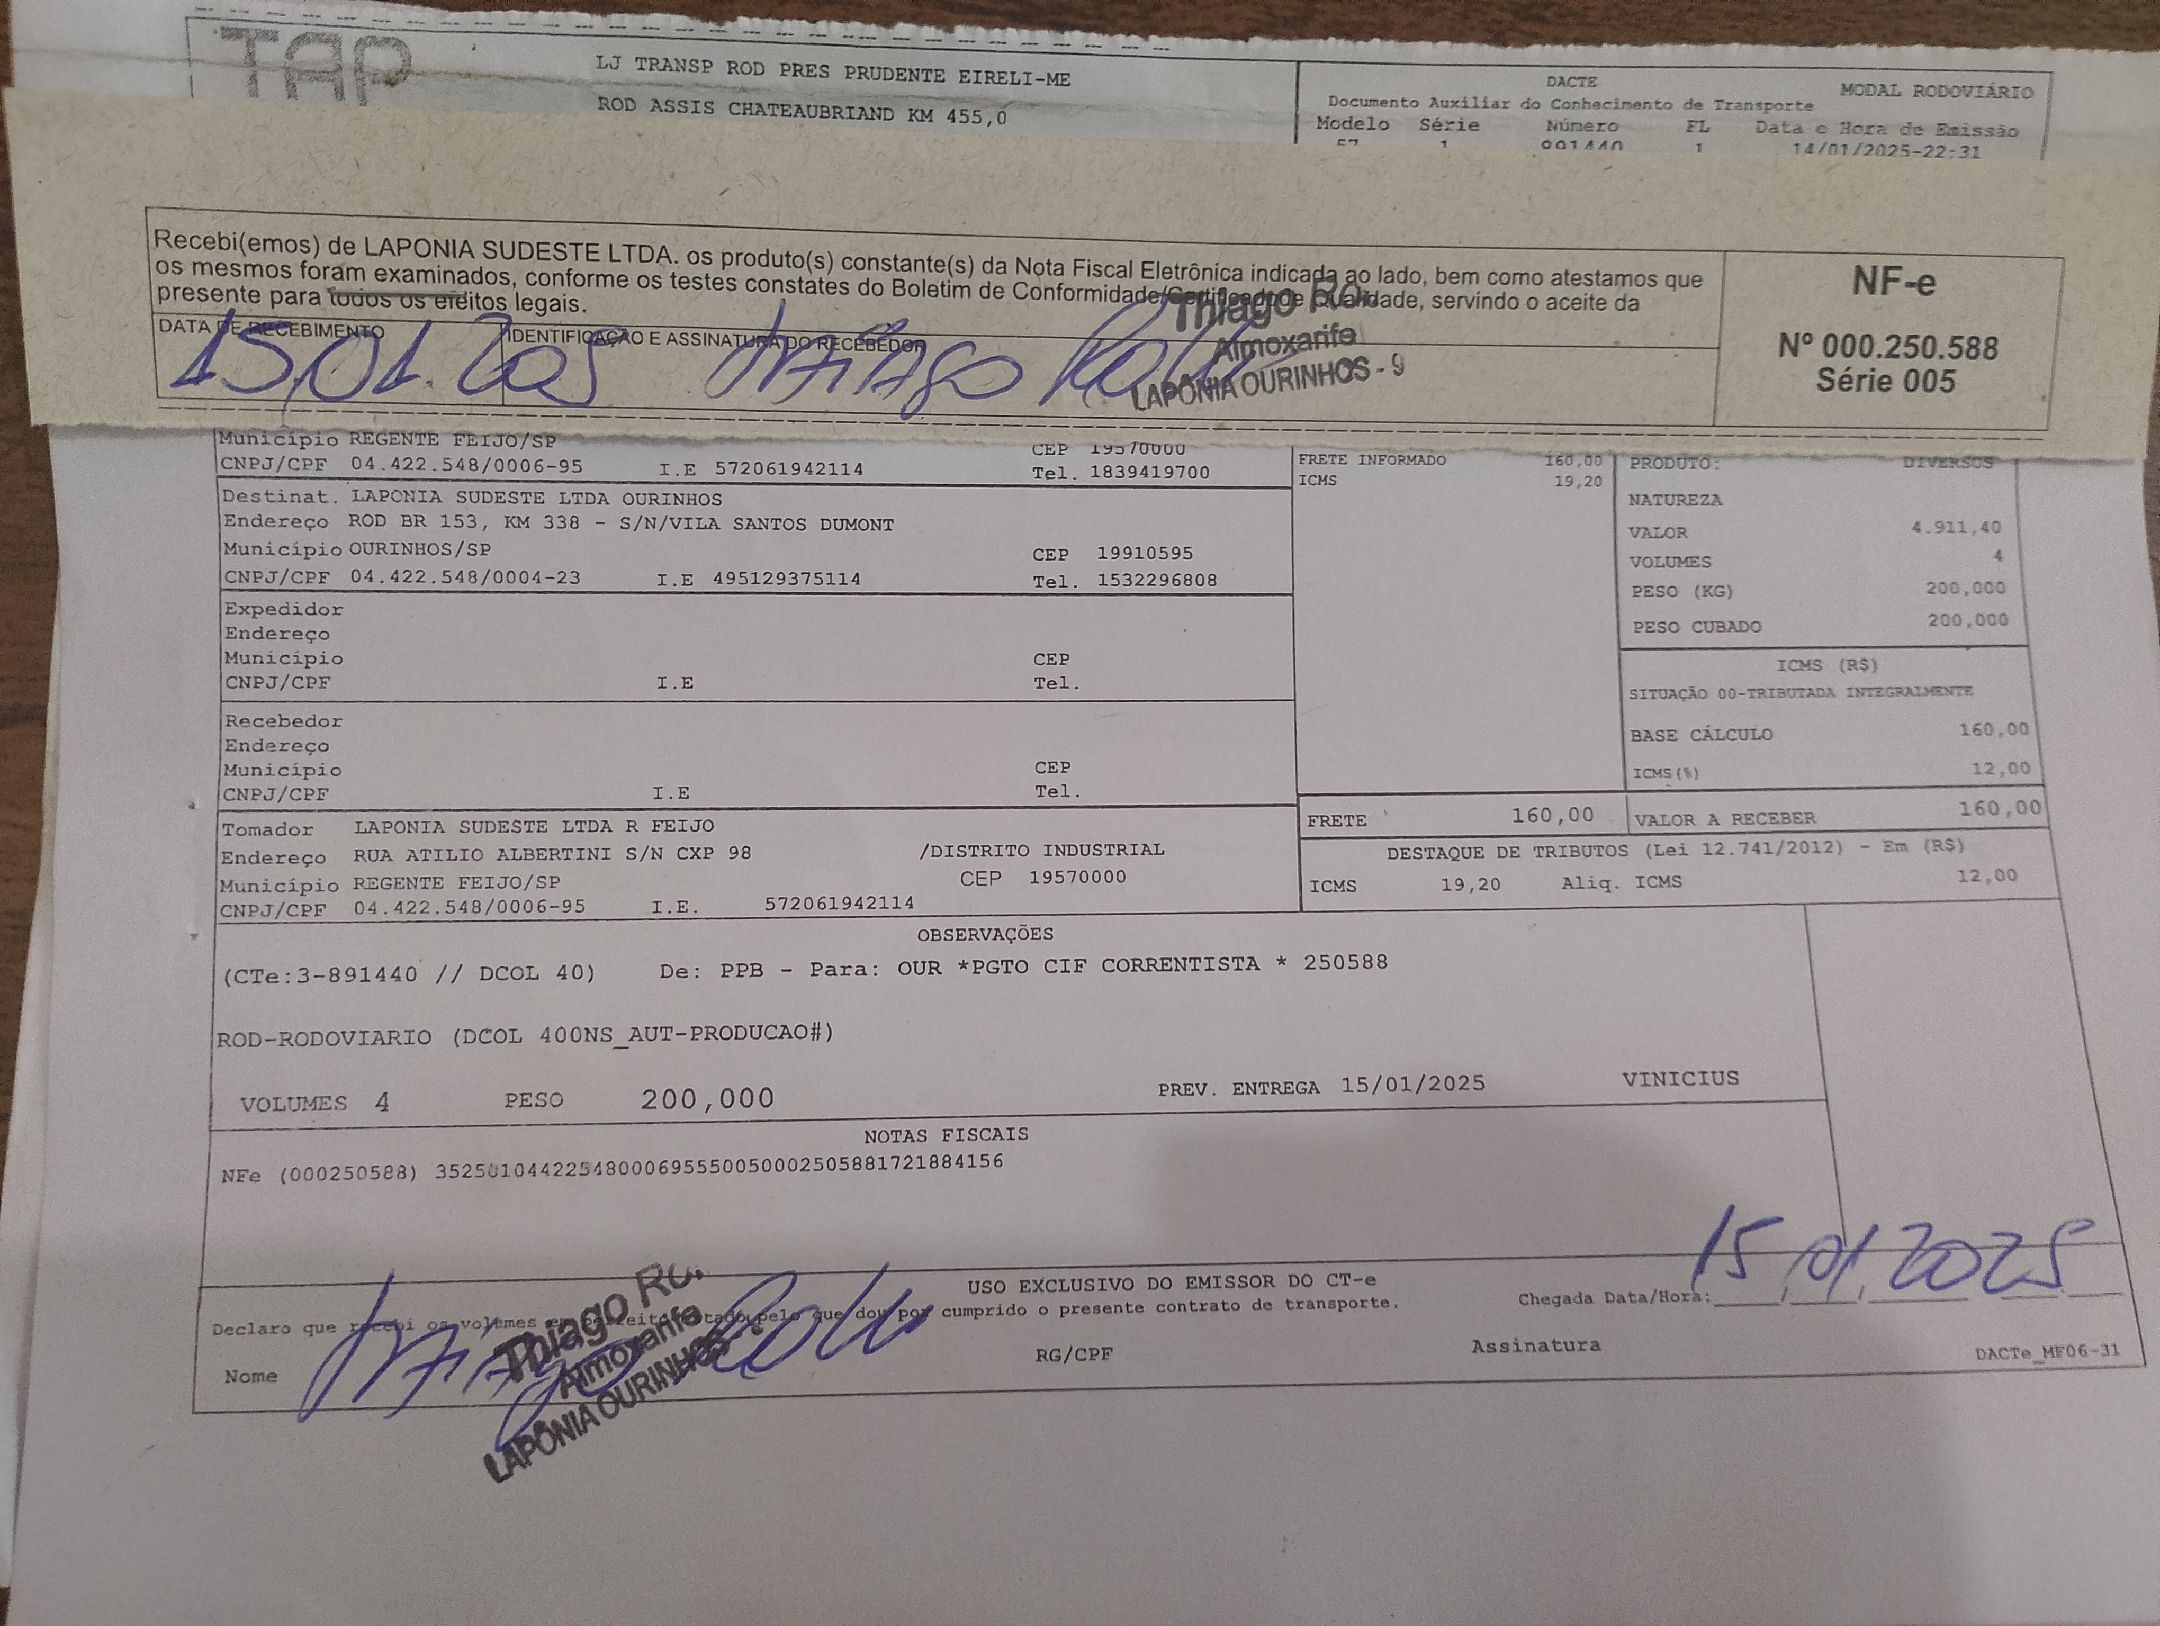 TAP
LJ TRANSP ROD PRES PRUDENTE EIRELI-ME
ROD ASSIS CHATEAUBRIAND KM 455,0
DACTE
MODAL RODOVIÁRIO
Documento Auxiliar do Conhecimento de Transporte
Modelo Série Número FL Data e Hora de Emissão
57 1 891440 1 14/01/2025-22:31
Recebi(emos) de LAPONIA SUDESTE LTDA. os produto(s) constante(s) da Nota Fiscal Eletrônica indicada ao lado, bem como atestamos que
os mesmos foram examinados, conforme os testes constates do Boletim de Conformidade/Certificado de Qualidade, servindo o aceite da
presente para todos os efeitos legais.
DATA DE RECEBIMENTO
IDENTIFICAÇÃO E ASSINATURA DO RECEBEDOR
Thiago
Almoxarife
LAPÔNIA OURINHOS - 9
NF-e
Nº 000.250.588
Série 005
Município REGENTE FEIJO/SP CEP 19570000
CNPJ/CPF 04.422.548/0006-95 I.E 572061942114 Tel. 1839419700
FRETE INFORMADO 160,00
ICMS 19,20
PRODUTO: DIVERSOS
NATUREZA
VALOR 4.911,40
VOLUMES 4
PESO (KG) 200,000
PESO CUBADO 200,000
Destinat. LAPONIA SUDESTE LTDA OURINHOS
Endereço ROD BR 153, KM 338 - S/N/VILA SANTOS DUMONT
Município OURINHOS/SP CEP 19910595
CNPJ/CPF 04.422.548/0004-23 I.E 495129375114 Tel. 1532296808
Expedidor
Endereço
Município CEP
CNPJ/CPF I.E Tel.
ICMS (R$)
SITUAÇÃO 00-TRIBUTADA INTEGRALMENTE
BASE CÁLCULO 160,00
ICMS(%) 12,00
Recebedor
Endereço
Município CEP
CNPJ/CPF I.E Tel.
FRETE 160,00 VALOR A RECEBER 160,00
Tomador LAPONIA SUDESTE LTDA R FEIJO
Endereço RUA ATILIO ALBERTINI S/N CXP 98 /DISTRITO INDUSTRIAL
Município REGENTE FEIJO/SP CEP 19570000
CNPJ/CPF 04.422.548/0006-95 I.E. 572061942114
DESTAQUE DE TRIBUTOS (Lei 12.741/2012) - Em (R$)
ICMS 19,20 Aliq. ICMS 12,00
OBSERVAÇÕES
(CTe:3-891440 // DCOL 40) De: PPB - Para: OUR *PGTO CIF CORRENTISTA * 250588
ROD-RODOVIARIO (DCOL 400NS_AUT-PRODUCAO#)
VOLUMES 4 PESO 200,000 PREV. ENTREGA 15/01/2025 VINICIUS
NOTAS FISCAIS
NFe (000250588) 35250104422548000695550050002505881721884156
15 01 2025
USO EXCLUSIVO DO EMISSOR DO CT-e
Declaro que recebi os volumes em perfeito estado pelo que dou por cumprido o presente contrato de transporte.
Chegada Data/Hora:
Nome RG/CPF Assinatura DACTe_MF06-31
Thiago Ro.
Almoxarife
LAPÔNIA OURINHOS